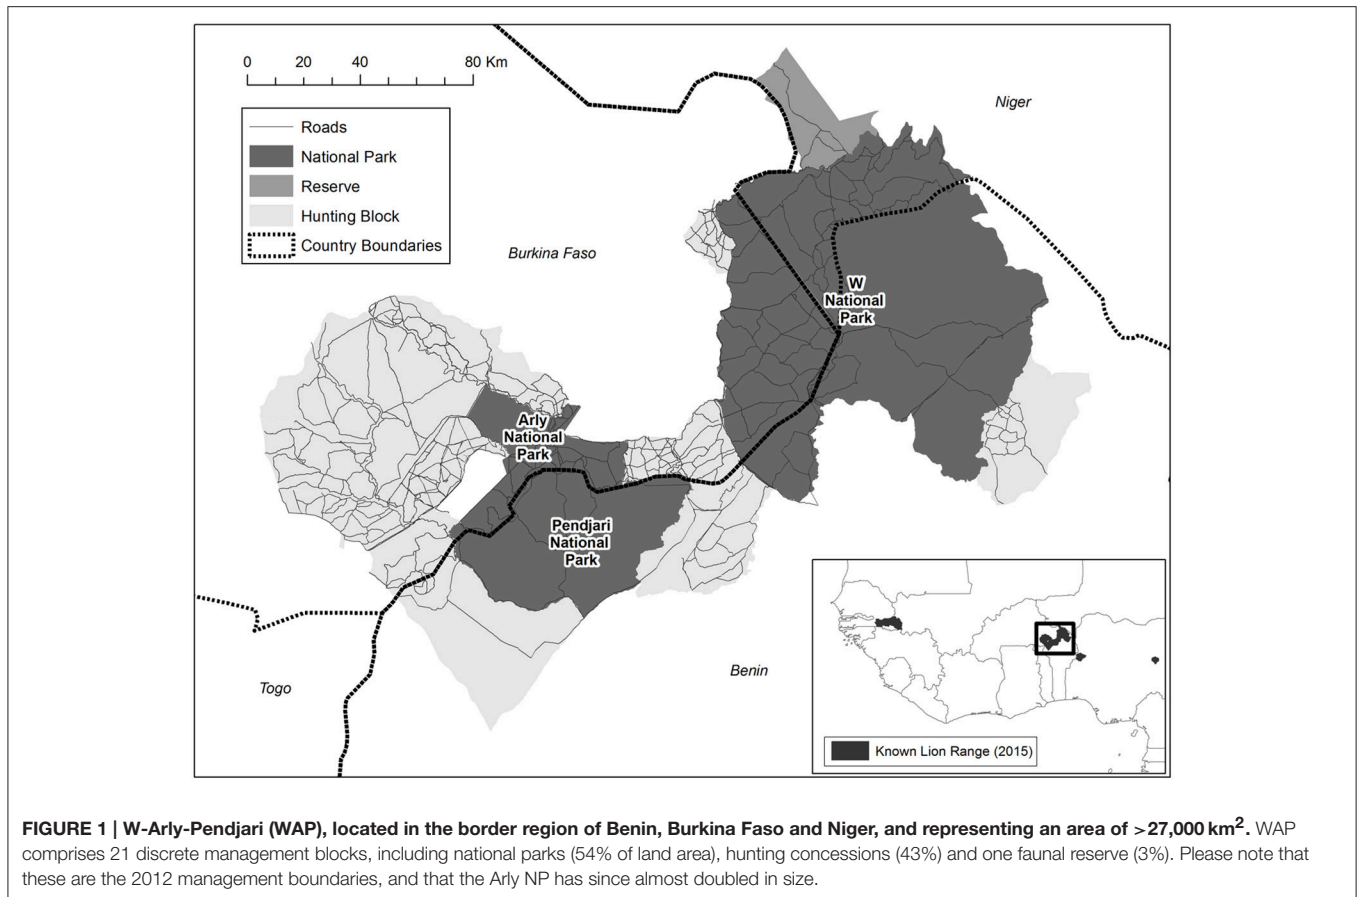 0 20 40 80 Km
Niger
Roads
National Park
Reserve
Hunting Block
Country Boundaries
Burkina Faso
W
National
Park
Arly
National
Park
Pendjari
National
Park
Benin
Togo
Known Lion Range (2015)
FIGURE 1 | W-Arly-Pendjari (WAP), located in the border region of Benin, Burkina Faso and Niger, and representing an area of >27,000 km². WAP
comprises 21 discrete management blocks, including national parks (54% of land area), hunting concessions (43%) and one faunal reserve (3%). Please note that
these are the 2012 management boundaries, and that the Arly NP has since almost doubled in size.